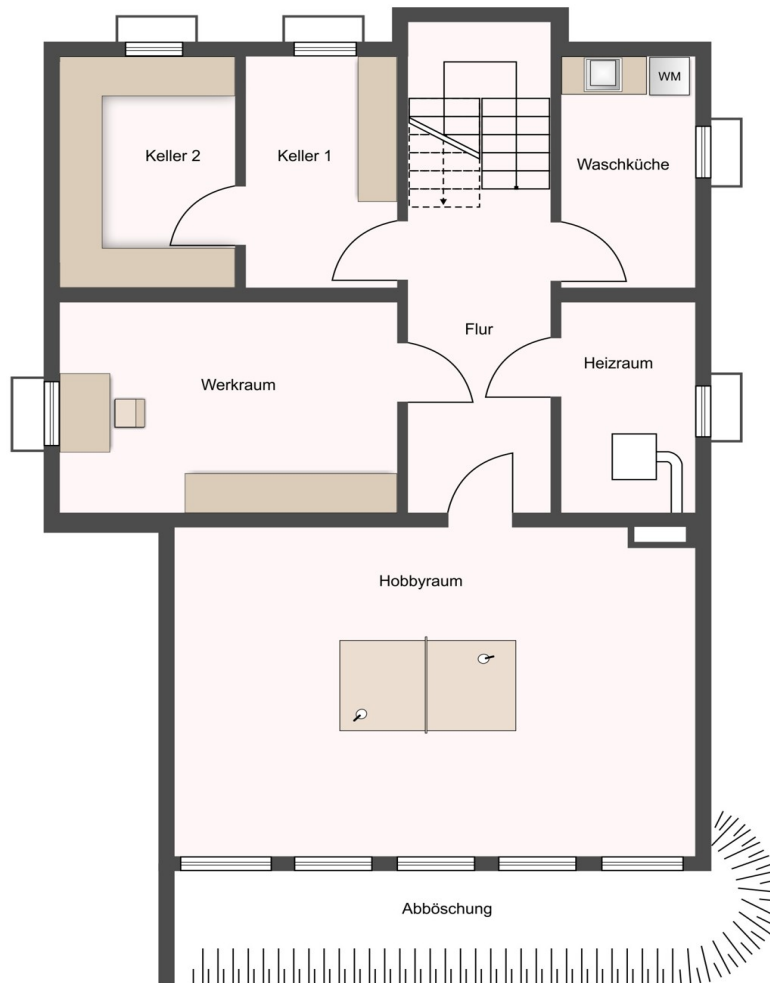 WM
Keller 2
Keller 1
Waschküche
Flur
Heizraum
Werkraum
Hobbyraum
Abböschung